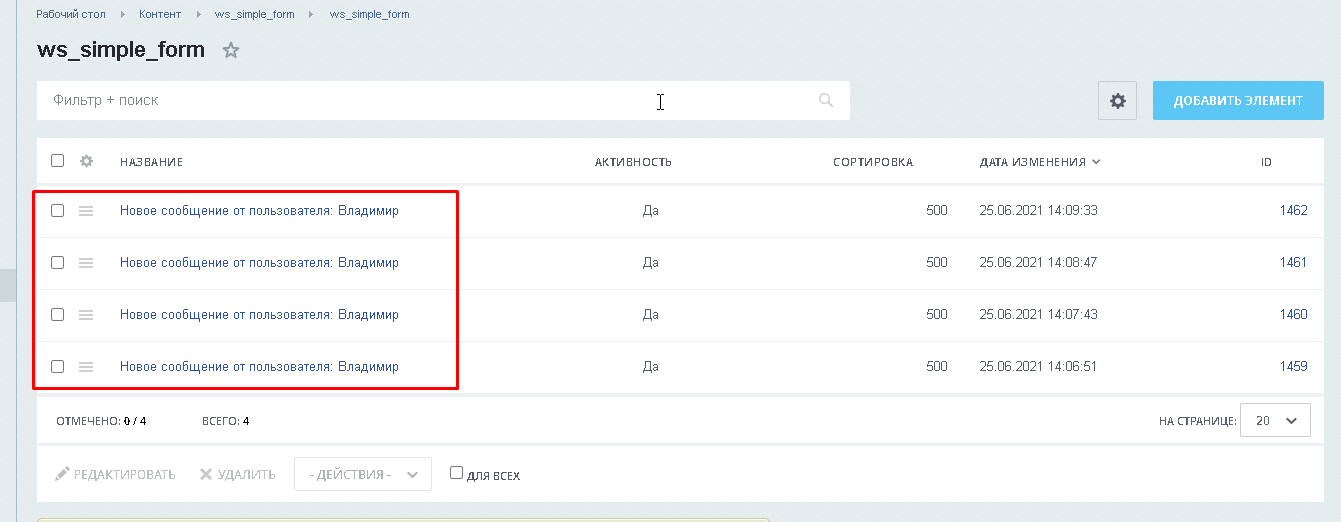 Рабочий стол Контент ws_simple_form ws_simple_form
ws_simple_form
Фильтр + поиск
ДОБАВИТЬ ЭЛЕМЕНТ
НАЗВАНИЕ АКТИВНОСТЬ СОРТИРОВКА ДАТА ИЗМЕНЕНИЯ ID
Новое сообщение от пользователя: Владимир Да 500 25.06.2021 14:09:33 1462
Новое сообщение от пользователя: Владимир Да 500 25.06.2021 14:08:47 1461
Новое сообщение от пользователя: Владимир Да 500 25.06.2021 14:07:43 1460
Новое сообщение от пользователя: Владимир Да 500 25.06.2021 14:06:51 1459
ОТМЕЧЕНО: 0 / 4 ВСЕГО: 4 НА СТРАНИЦЕ: 20
РЕДАКТИРОВАТЬ УДАЛИТЬ - ДЕЙСТВИЯ - ДЛЯ ВСЕХ